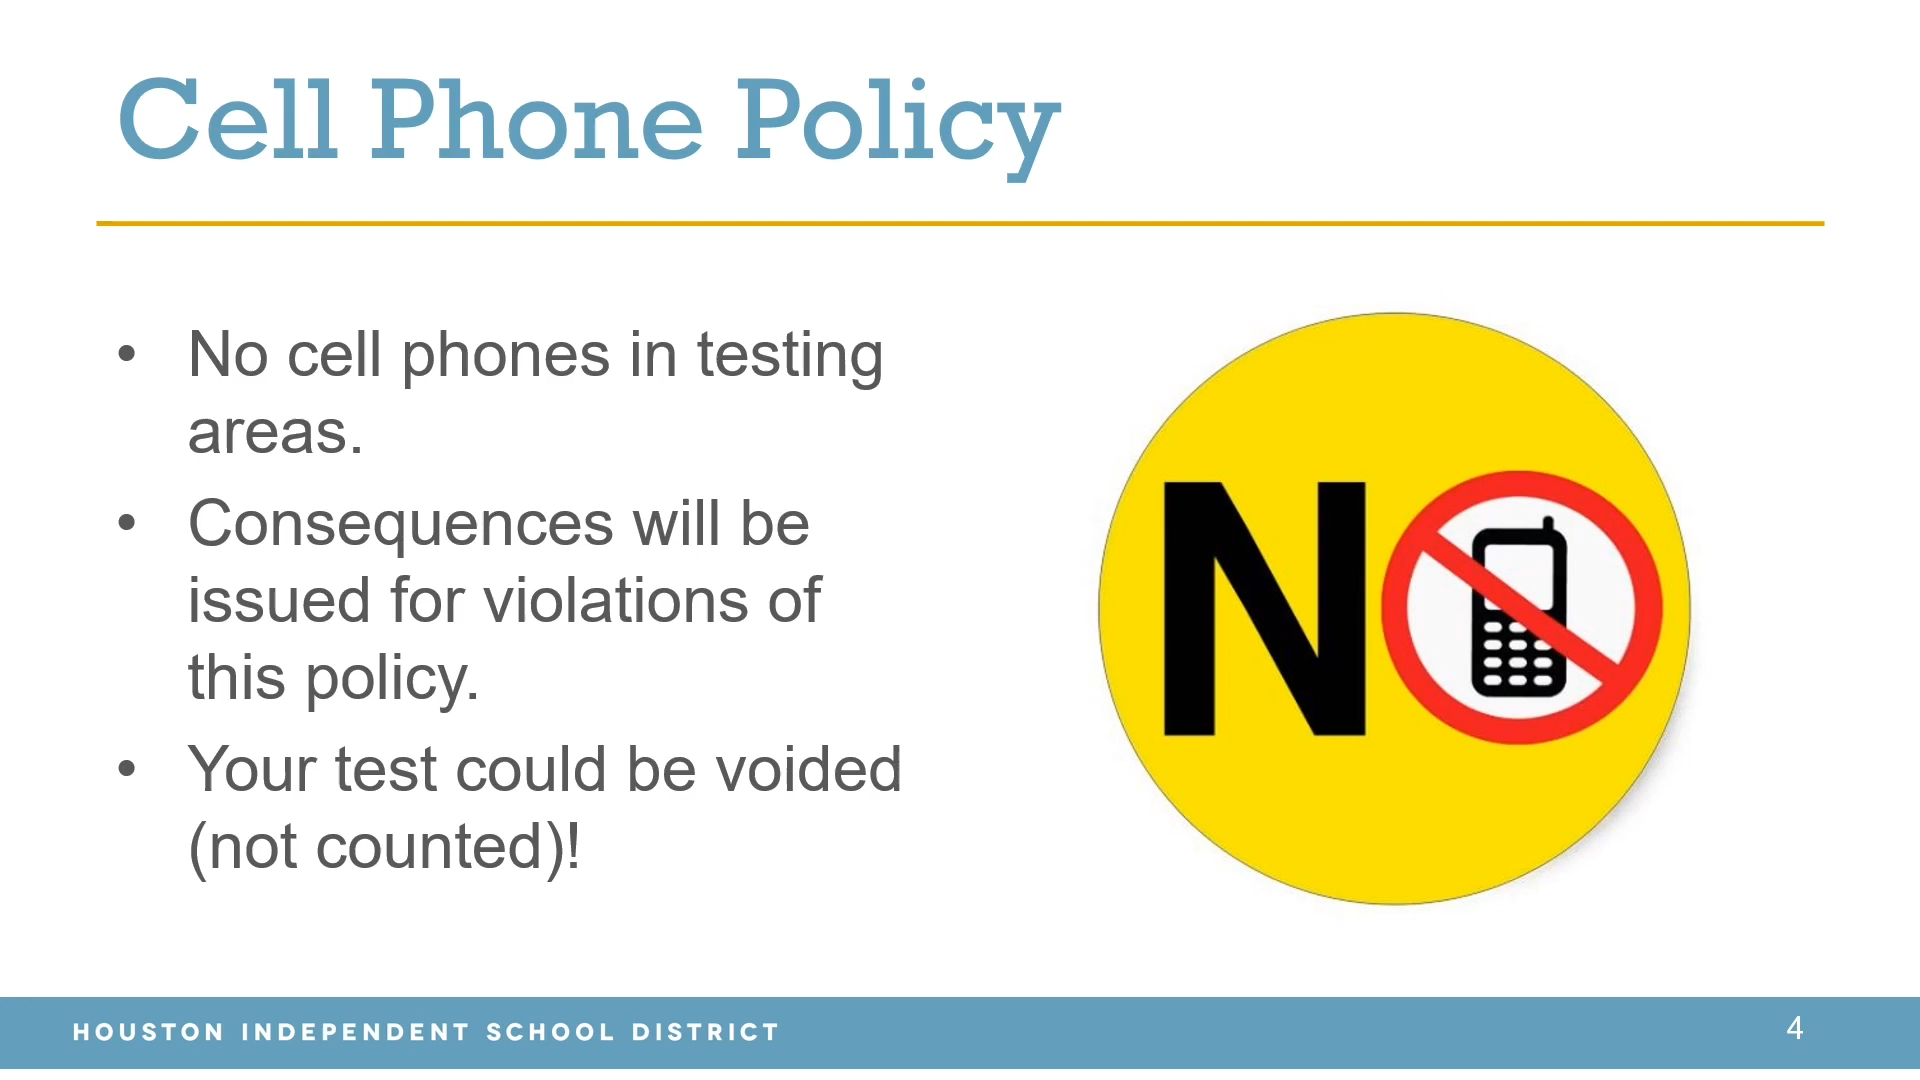 Cell Phone Policy
• No cell phones in testing
areas.
• Consequences will be
issued for violations of
this policy.
• Your test could be voided
(not counted)!
N
HOUSTON INDEPENDENT SCHOOL DISTRICT
4